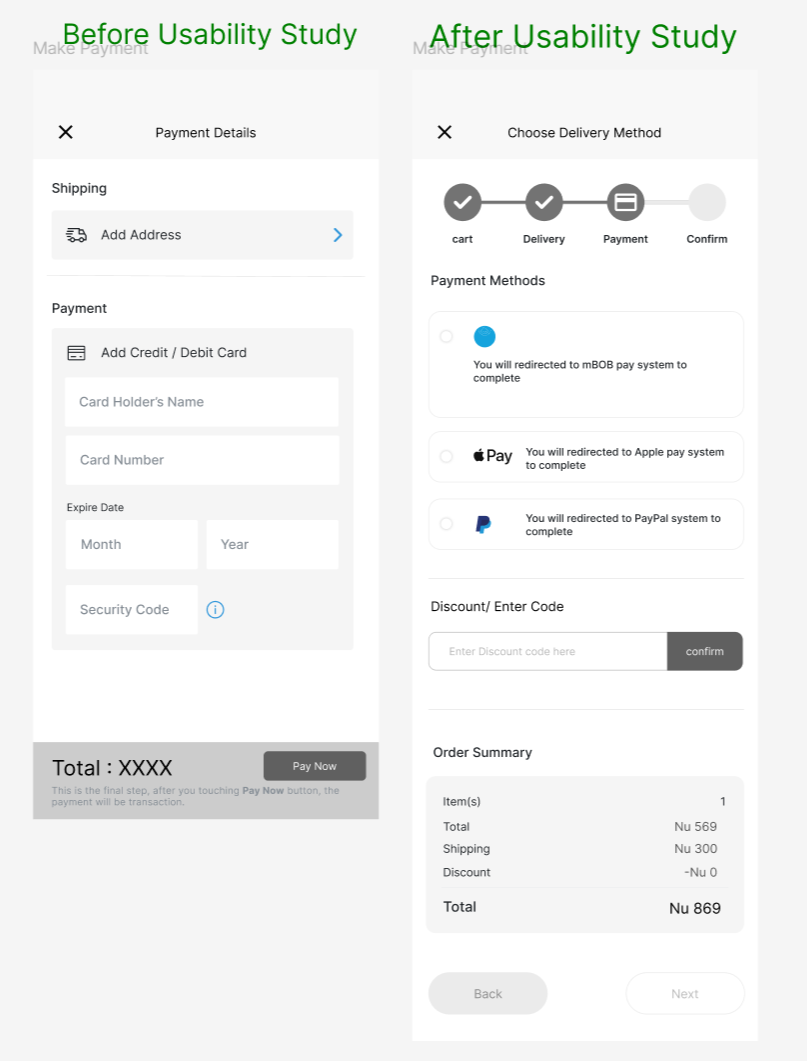 Before Usability Study
Make Payment
Payment Details
Shipping
Add Address
Payment
Add Credit / Debit Card
Card Holder's Name
Card Number
Expire Date
Month
Year
Security Code
Total : XXXX
Pay Now
This is the final step, after you touching Pay Now button, the
payment will be transaction.
After Usability Study
Make Payment
Choose Delivery Method
cart
Delivery
Payment
Confirm
Payment Methods
You will redirected to mBOB pay system to
complete
Pay
You will redirected to Apple pay system
to complete
You will redirected to PayPal system to
complete
Discount/ Enter Code
Enter Discount code here
confirm
Order Summary
Item(s) 1
Total Nu 569
Shipping Nu 300
Discount -Nu 0
Total Nu 869
Back
Next